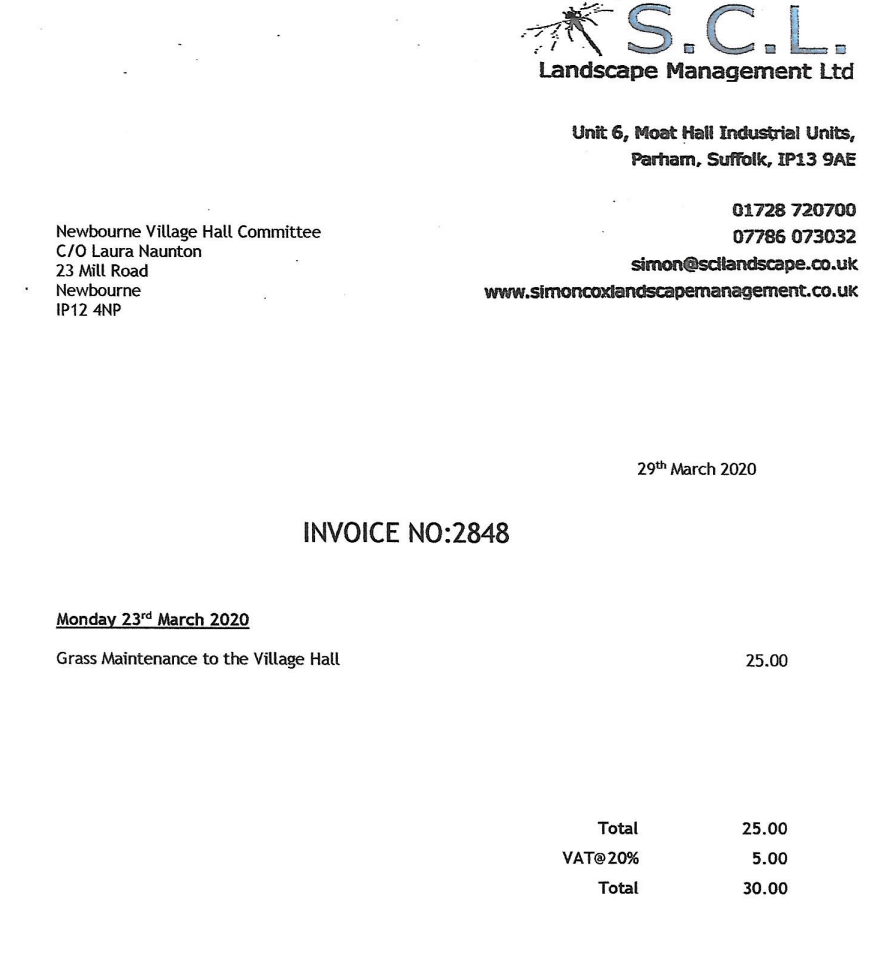 S.C.L.
Landscape Management Ltd
Unit 6, Moat Hall Industrial Units,
Parham, Suffolk, IP13 9AE
01728 720700
07786 073032
simon@scllandscape.co.uk
www.simoncoxlandscapemanagement.co.uk
Newbourne Village Hall Committee
C/O Laura Naunton
23 Mill Road
Newbourne
IP12 4NP
29th March 2020
INVOICE NO:2848
Monday 23rd March 2020
Grass Maintenance to the Village Hall 25.00
Total 25.00
VAT@20% 5.00
Total 30.00